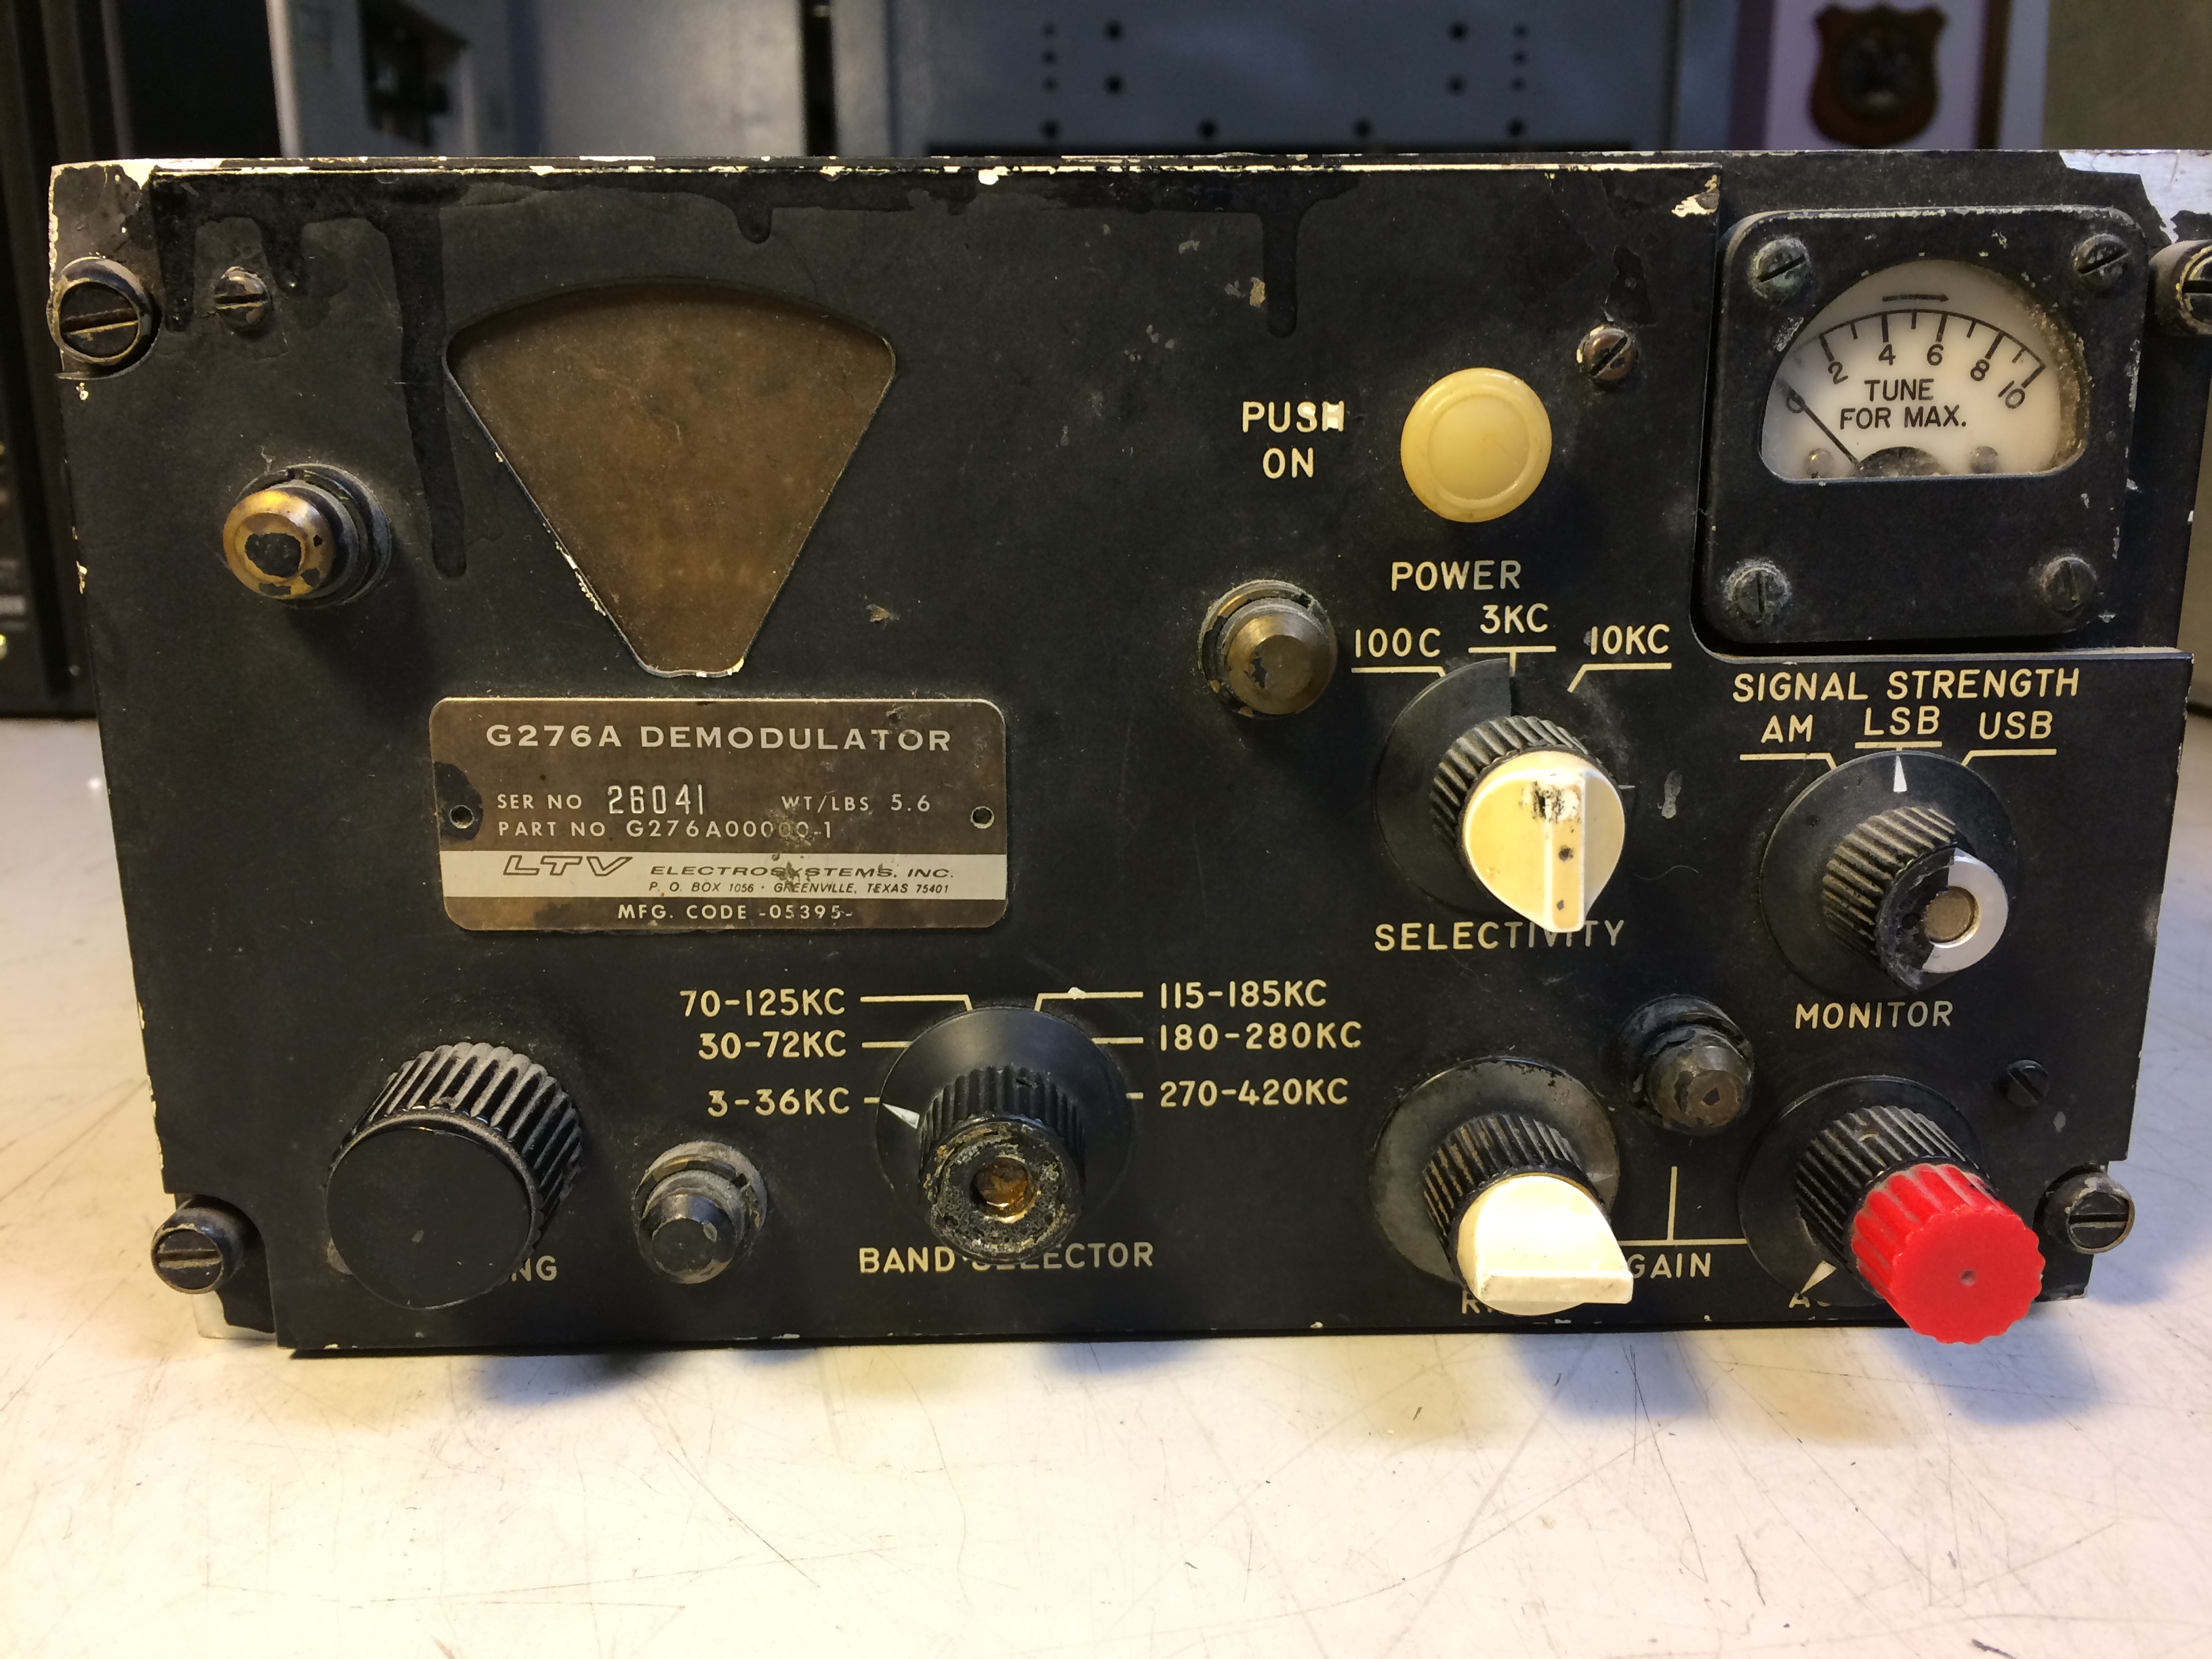 PUSH
ON
POWER
100C 3KC 10KC
SELECTIVITY
0 2 4 6 8 10
TUNE
FOR MAX.
SIGNAL STRENGTH
AM LSB USB
MONITOR
G276A DEMODULATOR
SER NO 26041 WT/LBS 5.6
PART NO G276A00000-1
LTV ELECTROSYSTEMS, INC.
P. O. BOX 1056 · GREENVILLE, TEXAS 75401
MFG. CODE -05395-
70-125KC 115-185KC
30-72KC 180-280KC
3-36KC 270-420KC
BAND SELECTOR
GAIN